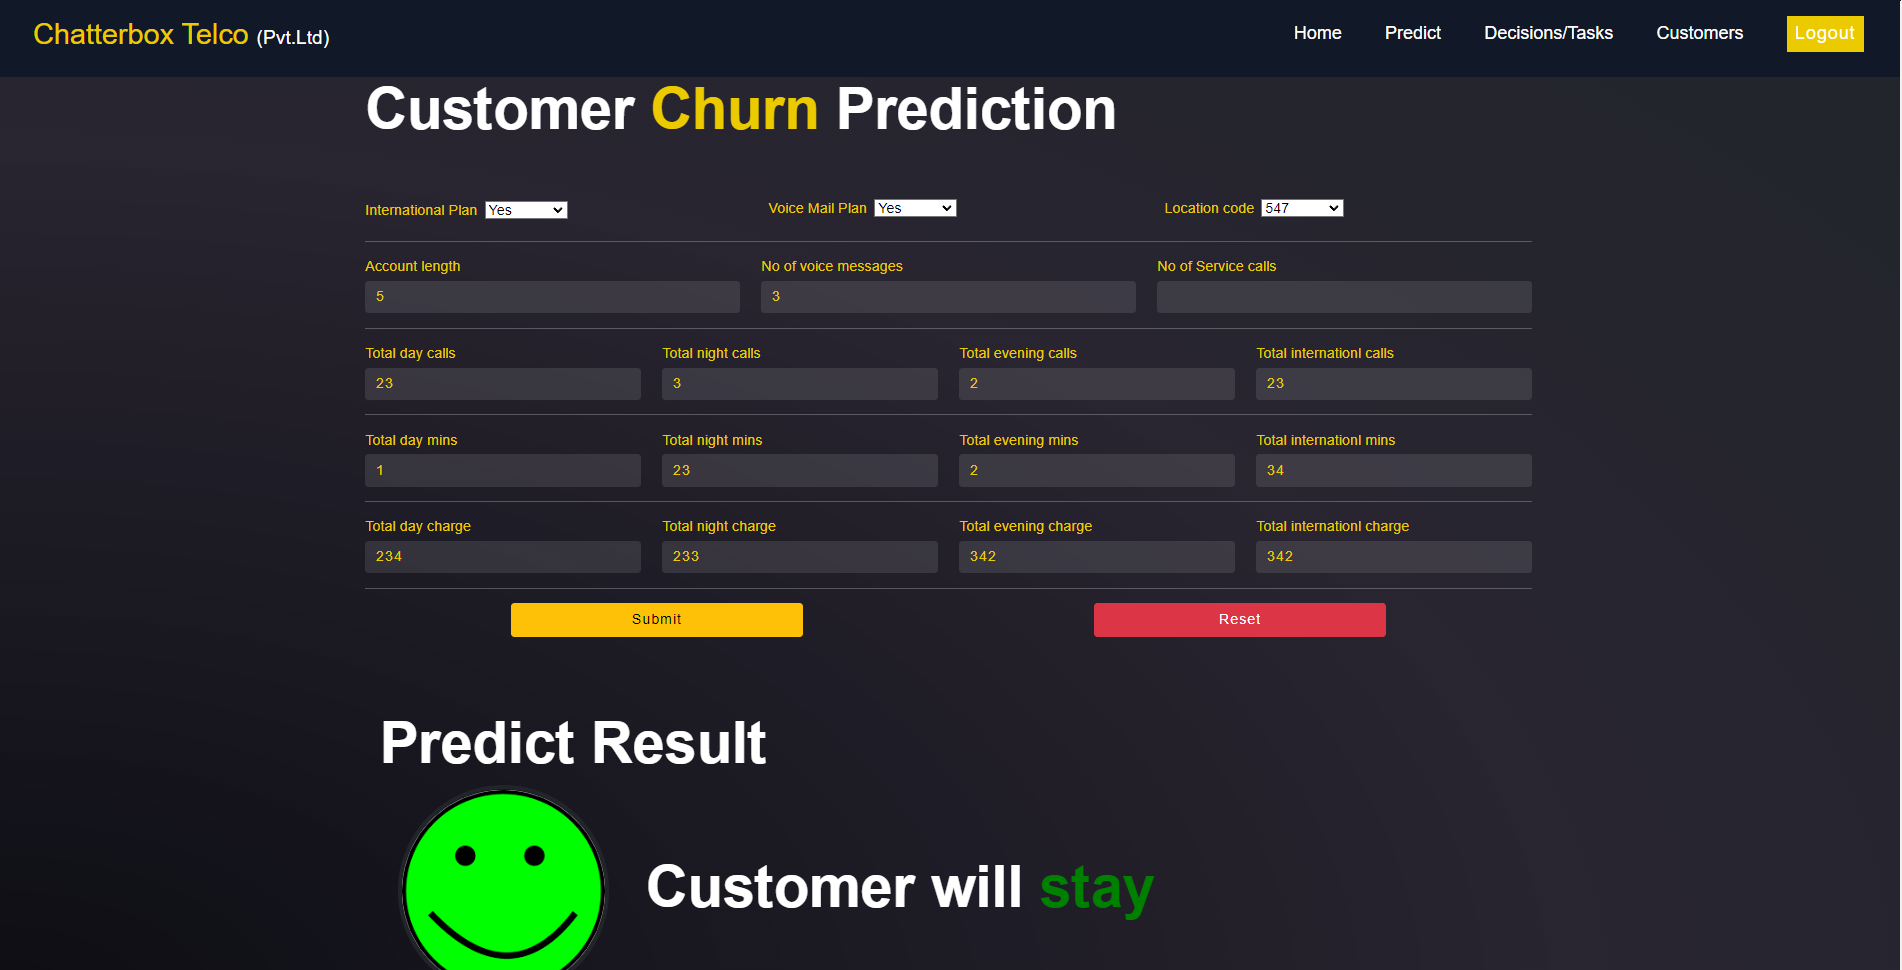 Chatterbox Telco (Pvt.Ltd) Home Predict Decisions/Tasks Customers Logout
Customer Churn Prediction
International Plan Yes Voice Mail Plan Yes Location code 547
Account length No of voice messages No of Service calls
5 3
Total day calls Total night calls Total evening calls Total internationl calls
23 3 2 23
Total day mins Total night mins Total evening mins Total internationl mins
1 23 2 34
Total day charge Total night charge Total evening charge Total internationl charge
234 233 342 342
Submit Reset
Predict Result
Customer will stay